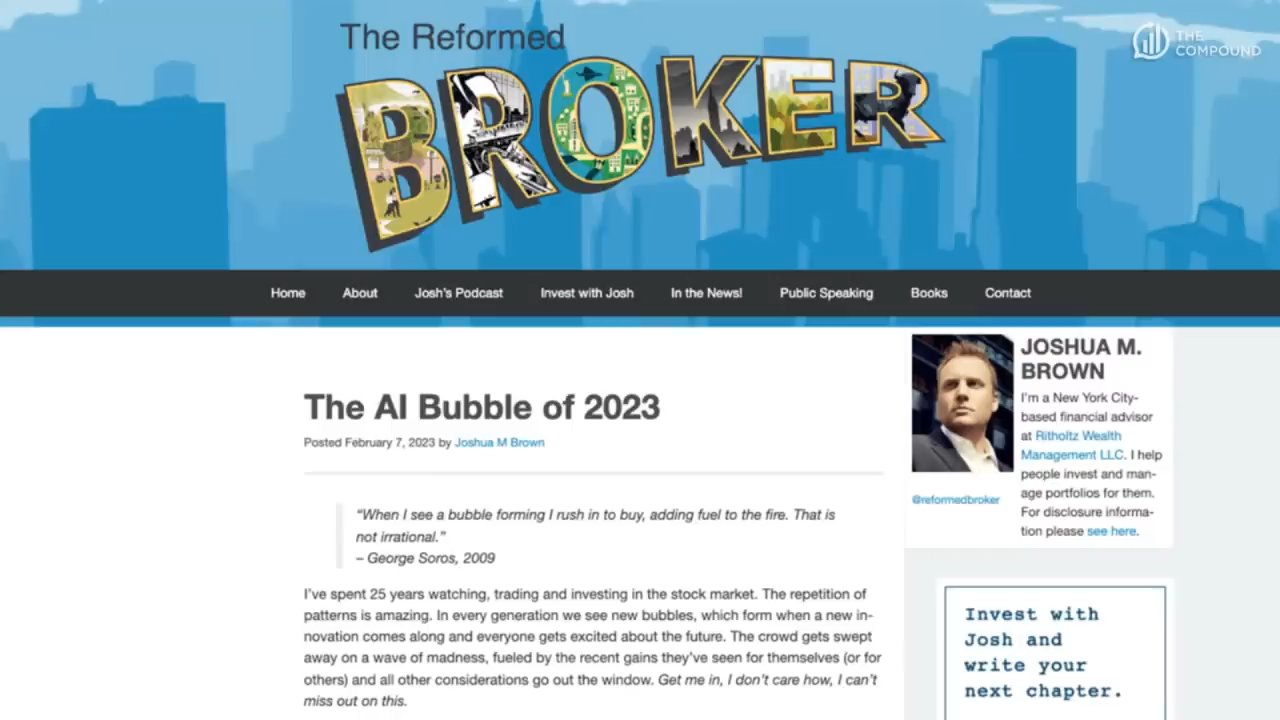 The Reformed
BROKER
THE
COMPOUND
Home About Josh's Podcast Invest with Josh In the News! Public Speaking Books Contact
The AI Bubble of 2023
Posted February 7, 2023 by Joshua M Brown
“When I see a bubble forming I rush in to buy, adding fuel to the fire. That is
not irrational.”
– George Soros, 2009
I’ve spent 25 years watching, trading and investing in the stock market. The repetition of
patterns is amazing. In every generation we see new bubbles, which form when a new in-
novation comes along and everyone gets excited about the future. The crowd gets swept
away on a wave of madness, fueled by the recent gains they’ve seen for themselves (or for
others) and all other considerations go out the window. Get me in, I don’t care how, I can’t
miss out on this.
JOSHUA M.
BROWN
I’m a New York City-
based financial advisor
at Ritholtz Wealth
Management LLC. I help
people invest and man-
age portfolios for them.
For disclosure informa-
tion please see here.
@reformedbroker
Invest with
Josh and
write your
next chapter.